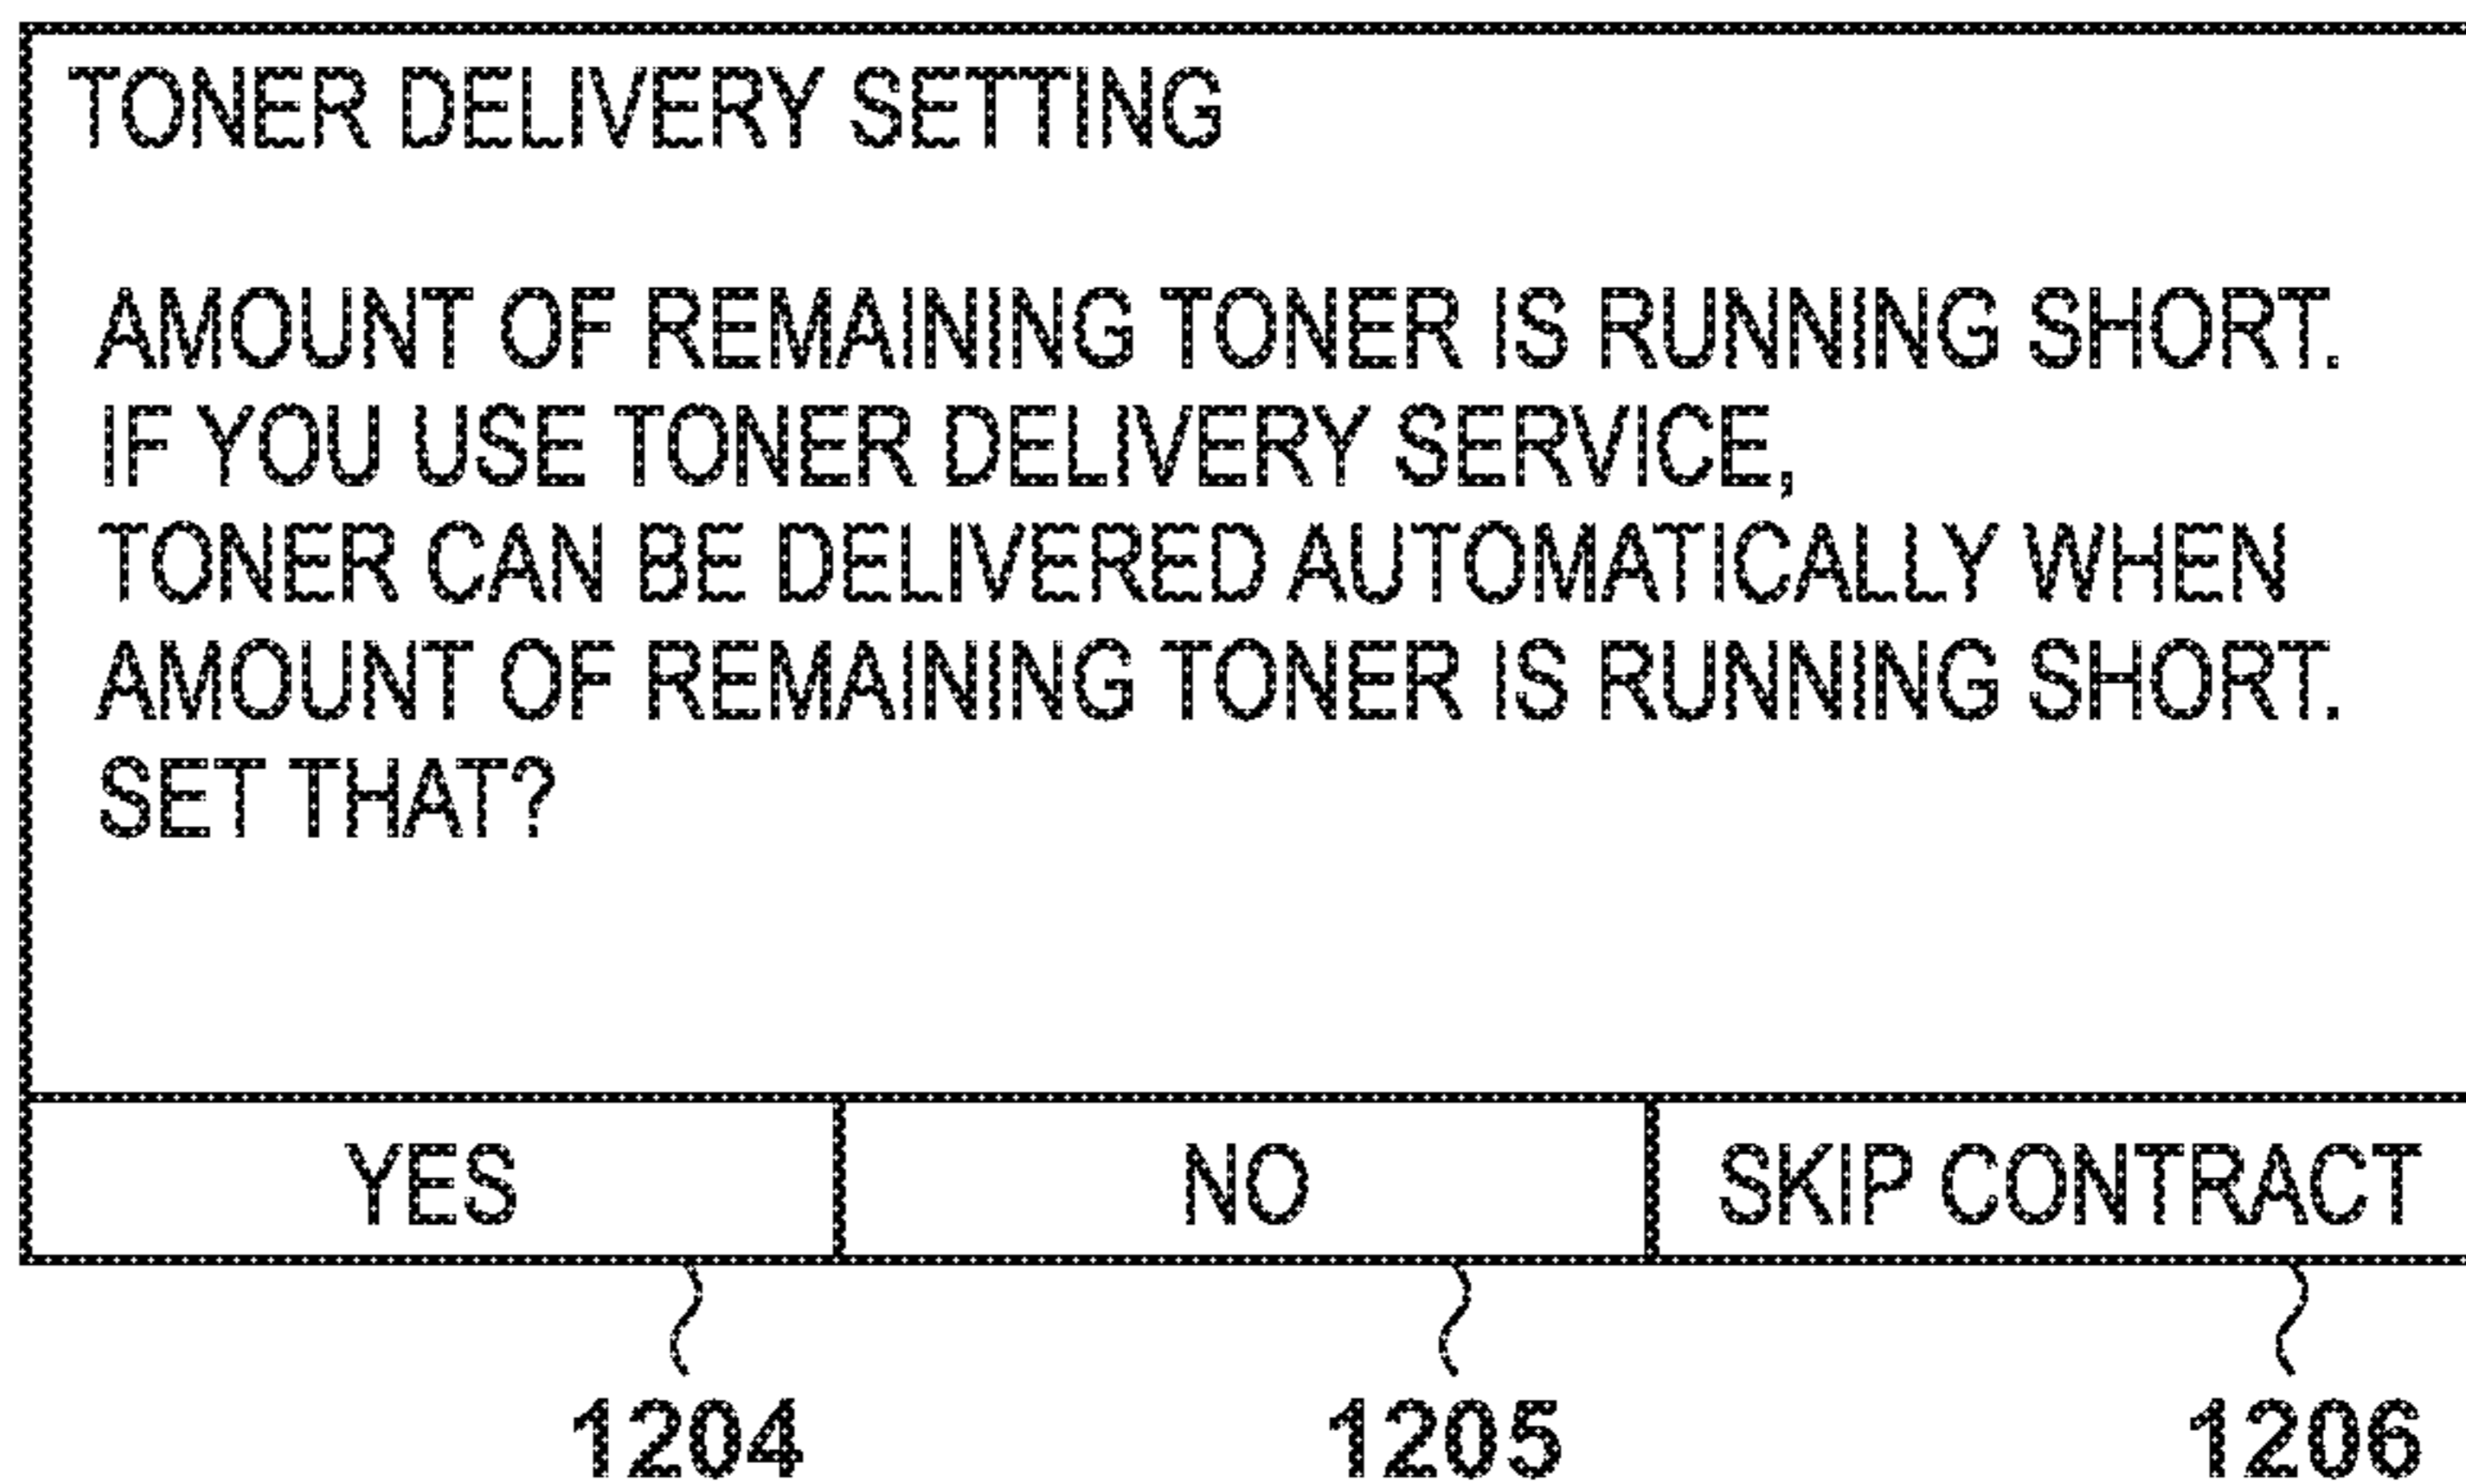 TONER DELIVERY SETTING
AMOUNT OF REMAINING TONER IS RUNNING SHORT.
IF YOU USE TONER DELIVERY SERVICE,
TONER CAN BE DELIVERED AUTOMATICALLY WHEN
AMOUNT OF REMAINING TONER IS RUNNING SHORT.
SET THAT?
YES NO SKIP CONTRACT
1204 1205 1206